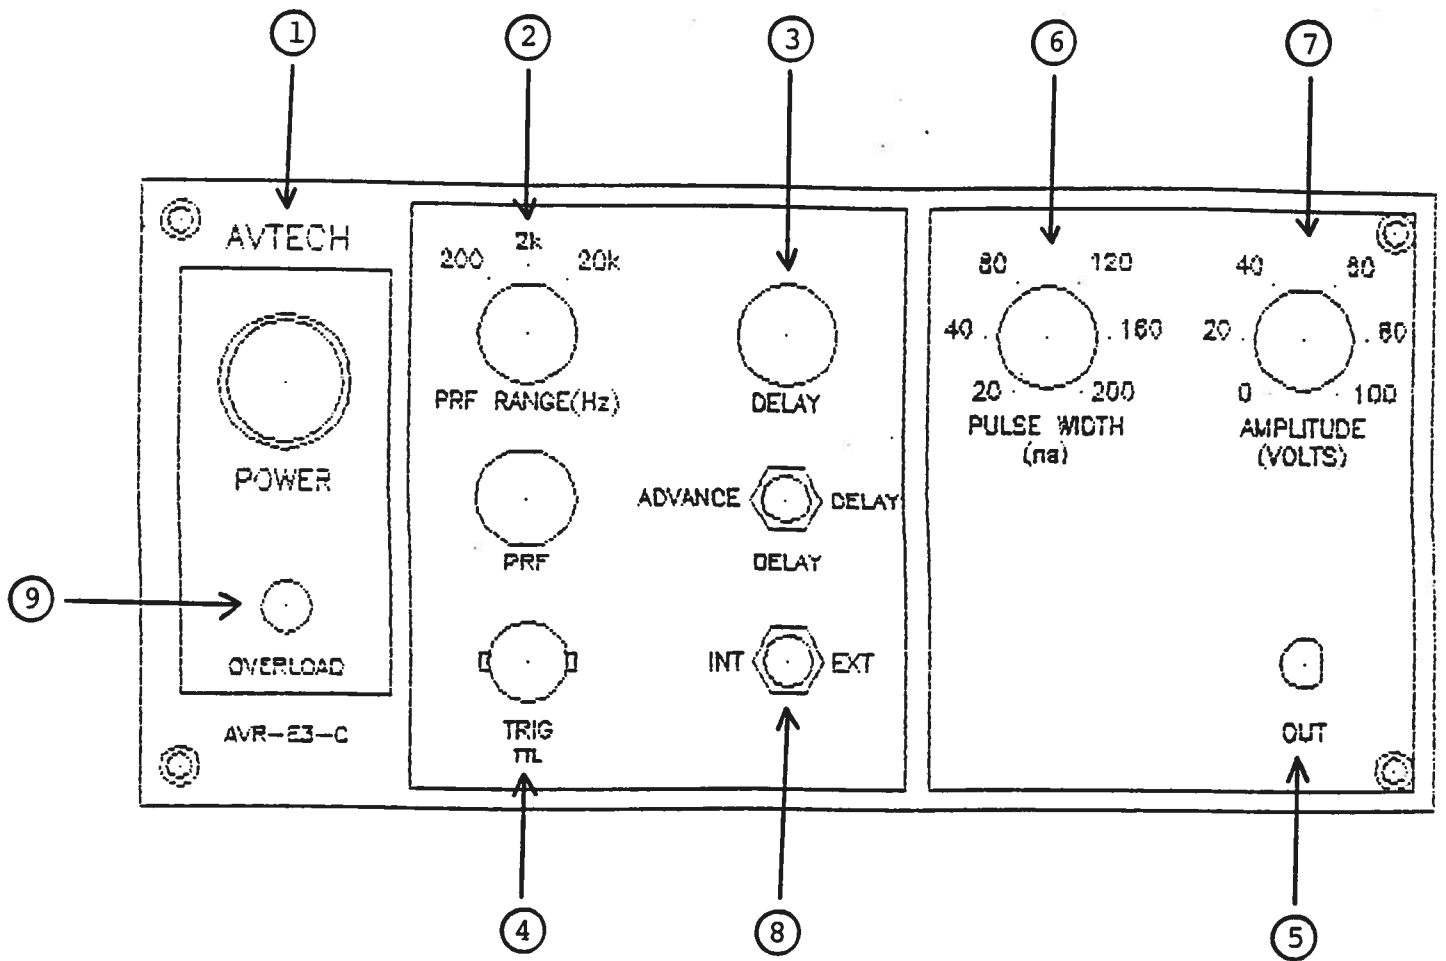 1
2
3
6
7
AVTECH
200
2k
20k
PRF RANGE(Hz)
DELAY
80
120
40
160
20
200
PULSE WIDTH
(ns)
40
60
20
80
0
100
AMPLITUDE
(VOLTS)
POWER
PRF
ADVANCE
DELAY
DELAY
9
OVERLOAD
INT
EXT
AVR-E3-C
TRIG
TTL
OUT
4
8
5